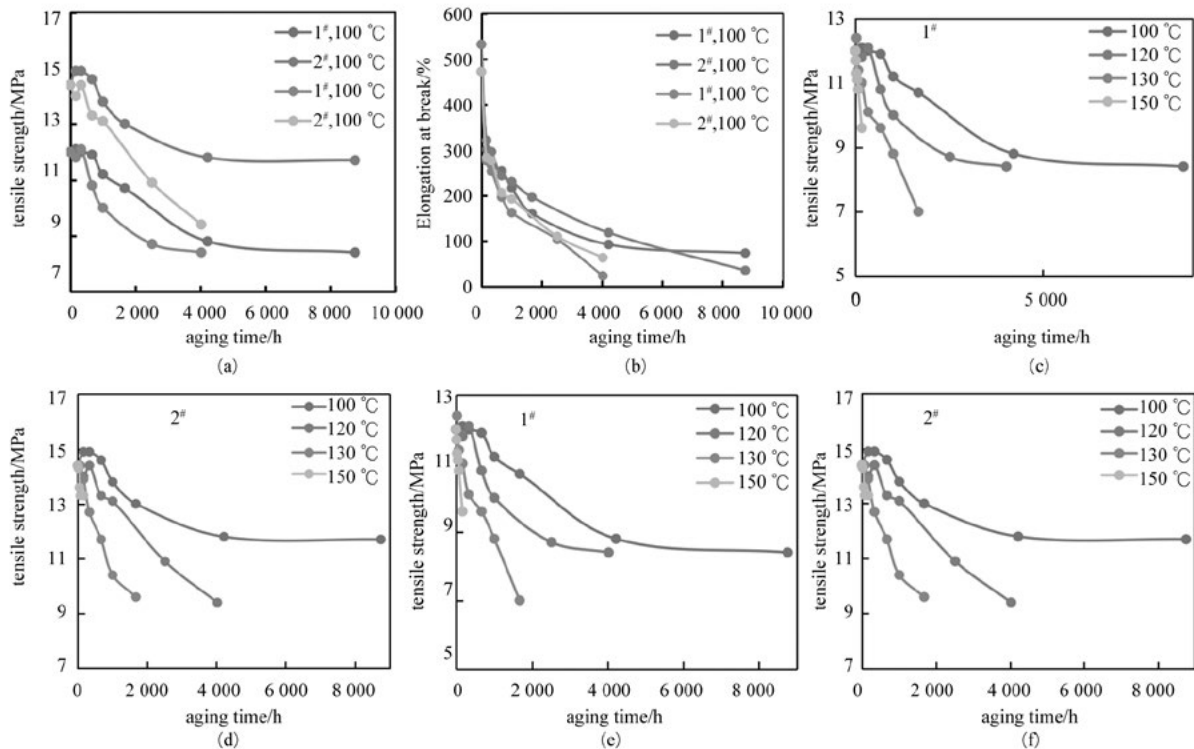 17
15
13
11
9
7
tensile strength/MPa
1#,100 ℃
2#,100 ℃
1#,100 ℃
2#,100 ℃
0 2 000 4 000 6 000 8 000 10 000
aging time/h
(a)
600
500
400
300
200
100
0
Elongation at break/%
1#,100 ℃
2#,100 ℃
1#,100 ℃
2#,100 ℃
0 2 000 4 000 6 000 8 000 10 000
aging time/h
(b)
13
11
9
7
5
tensile strength/MPa
1#
100 ℃
120 ℃
130 ℃
150 ℃
0 5 000
aging time/h
(c)
17
15
13
11
9
7
tensile strength/MPa
2#
100 ℃
120 ℃
130 ℃
150 ℃
0 2 000 4 000 6 000 8 000
aging time/h
(d)
13
11
9
7
5
tensile strength/MPa
1#
100 ℃
120 ℃
130 ℃
150 ℃
0 2 000 4 000 6 000 8 000
aging time/h
(e)
17
15
13
11
9
7
tensile strength/MPa
2#
100 ℃
120 ℃
130 ℃
150 ℃
0 2 000 4 000 6 000 8 000
aging time/h
(f)